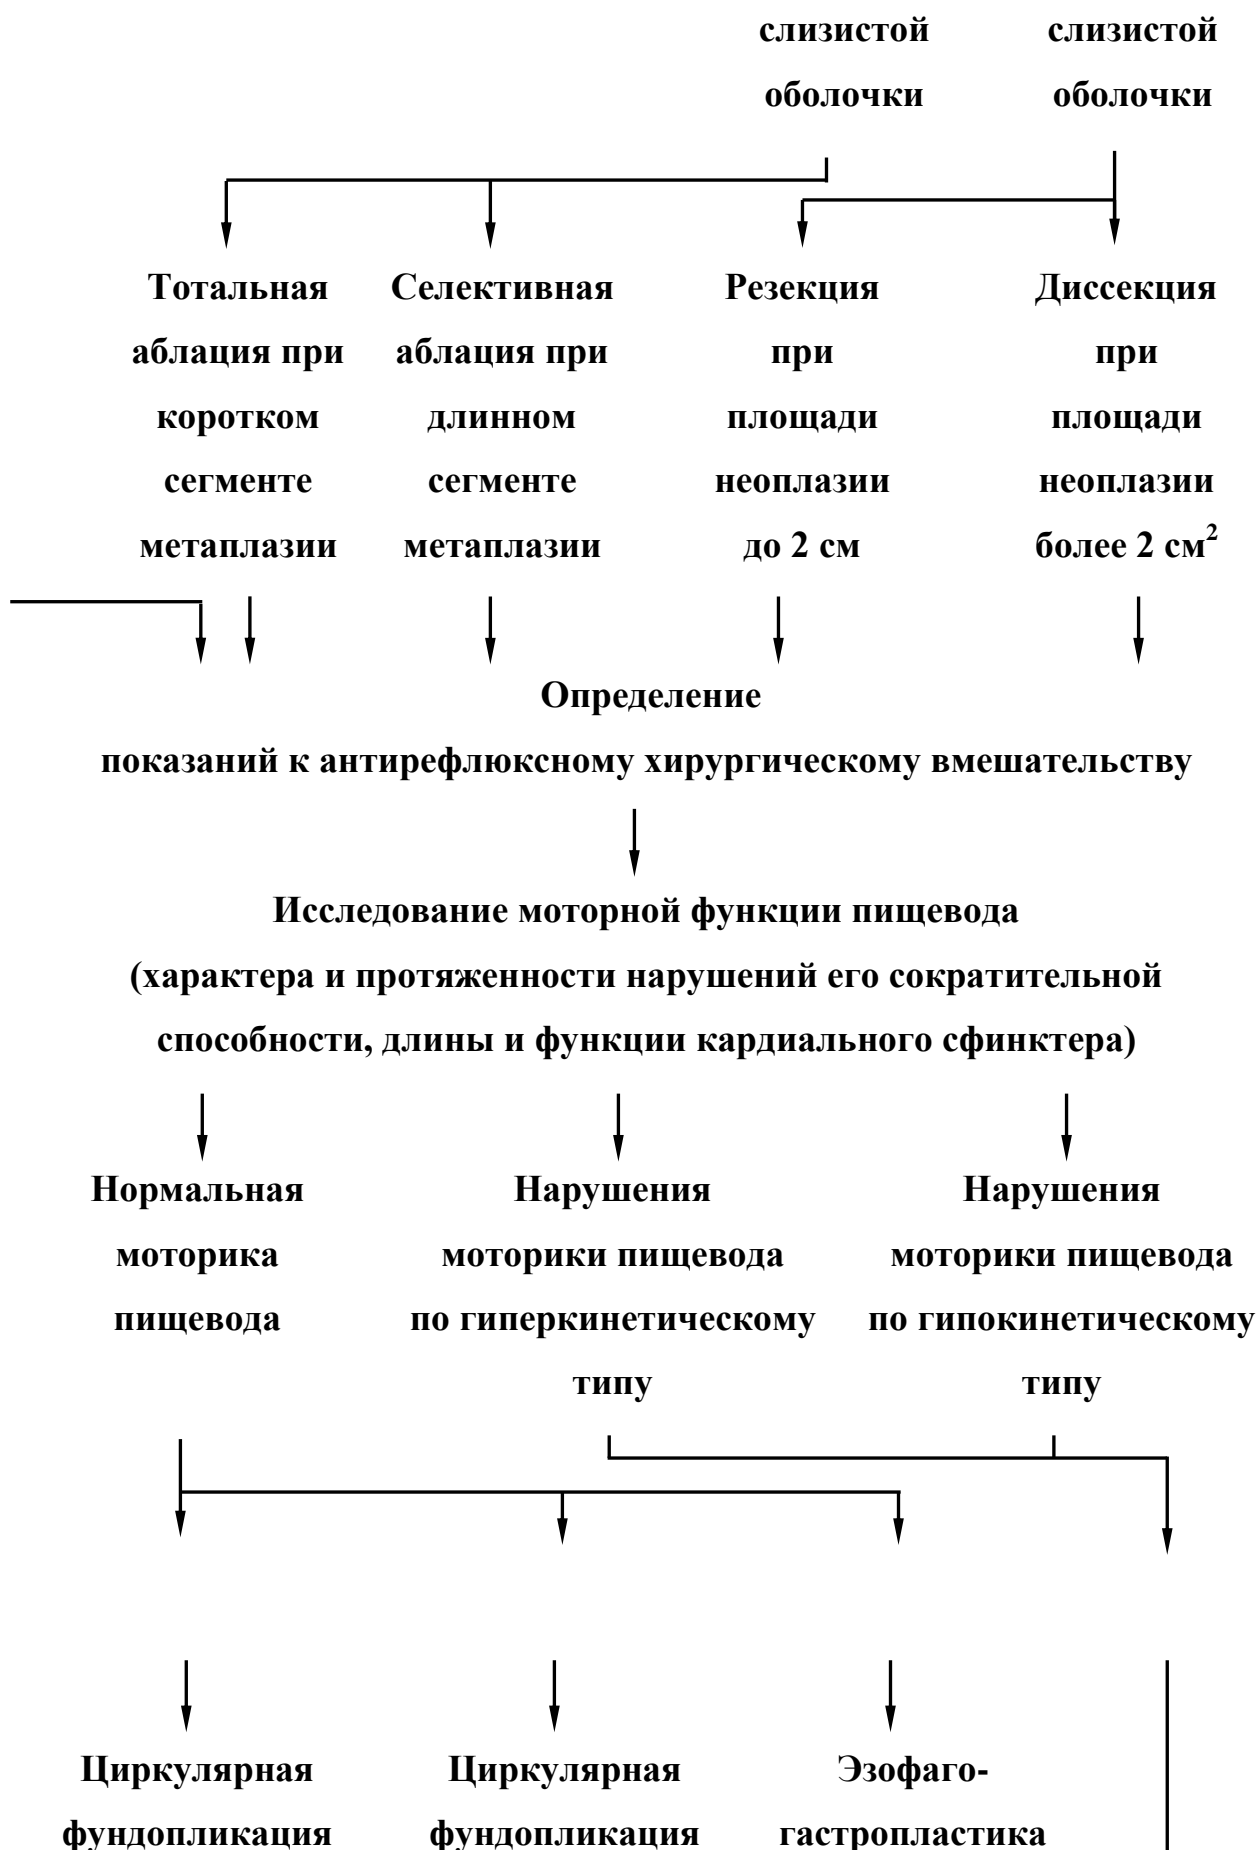 слизистой слизистой
оболочки оболочки
Тотальная Селективная Резекция Диссекция
аблация при аблация при при при
коротком длинном площади площади
сегменте сегменте неоплазии неоплазии
метаплазии метаплазии до 2 см более 2 см²
Определение
показаний к антирефлюксному хирургическому вмешательству
Исследование моторной функции пищевода
(характера и протяженности нарушений его сократительной
способности, длины и функции кардиального сфинктера)
Нормальная Нарушения Нарушения
моторика моторики пищевода моторики пищевода
пищевода по гиперкинетическому по гипокинетическому
типу типу
Циркулярная Циркулярная Эзофаго-
фундопликация фундопликация гастропластика